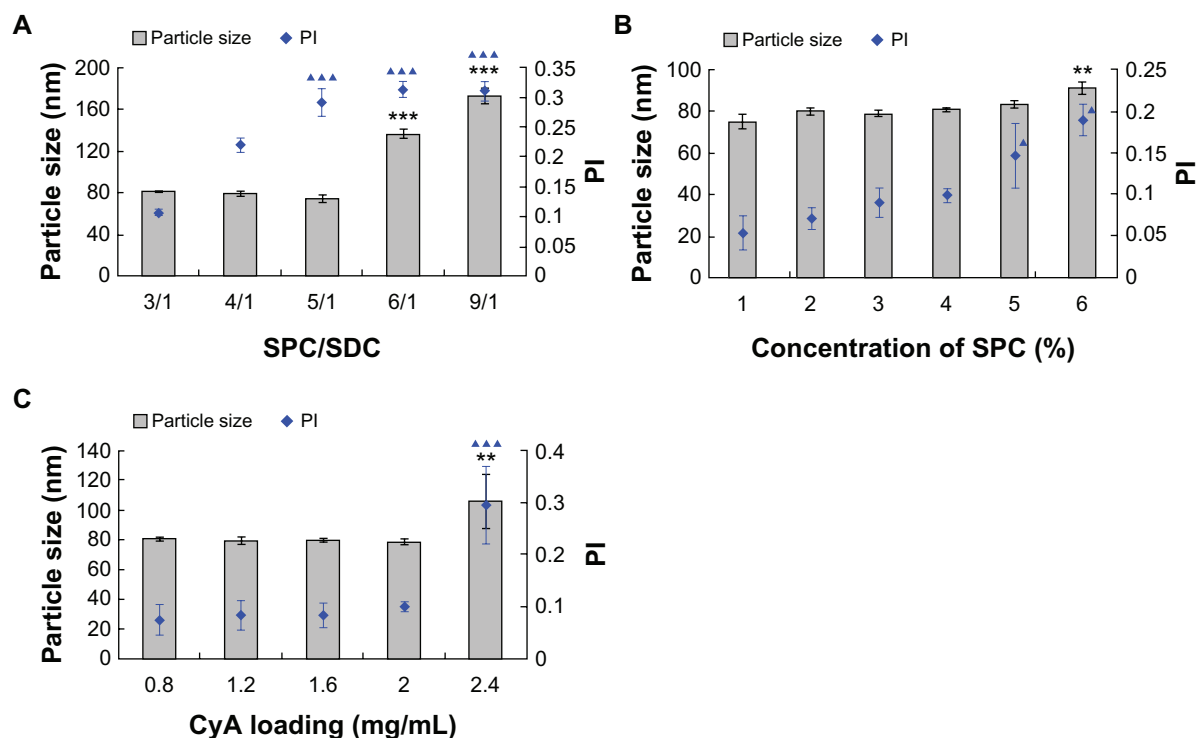 A
Particle size PI
Particle size (nm)
200
160
120
80
40
0
*** ***
0.35
0.3
0.25
0.2
0.15
0.1
0.05
0
PI
3/1 4/1 5/1 6/1 9/1
SPC/SDC
B
Particle size PI
Particle size (nm)
100
80
60
40
20
0
**
0.25
0.2
0.15
0.1
0.05
0
PI
1 2 3 4 5 6
Concentration of SPC (%)
C
Particle size PI
Particle size (nm)
140
120
100
80
60
40
20
0
**
0.4
0.3
0.2
0.1
0
PI
0.8 1.2 1.6 2 2.4
CyA loading (mg/mL)